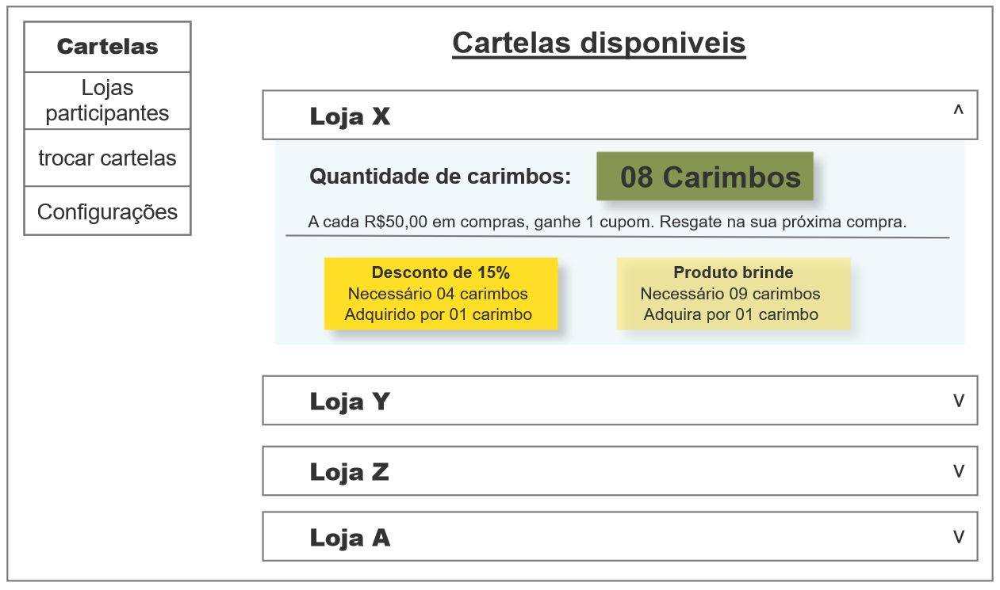 Cartelas
Lojas
participantes
trocar cartelas
Configurações
Cartelas disponiveis
Loja X ^
Quantidade de carimbos: 08 Carimbos
A cada R$50,00 em compras, ganhe 1 cupom. Resgate na sua próxima compra.
Desconto de 15%
Necessário 04 carimbos
Adquirido por 01 carimbo
Produto brinde
Necessário 09 carimbos
Adquira por 01 carimbo
Loja Y V
Loja Z V
Loja A V